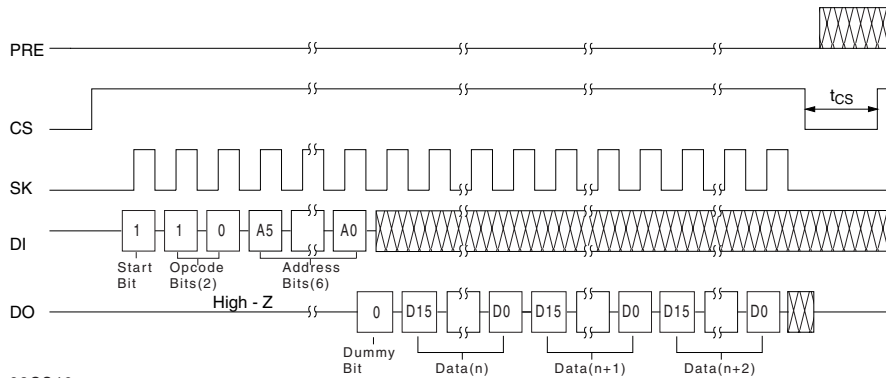 PRE
CS
tCS
SK
DI
1 1 0 A5 A0
Start Bit
Opcode Bits(2)
Address Bits(6)
High - Z
DO
0 D15 D0 D15 D0 D15 D0
Dummy Bit
Data(n)
Data(n+1)
Data(n+2)